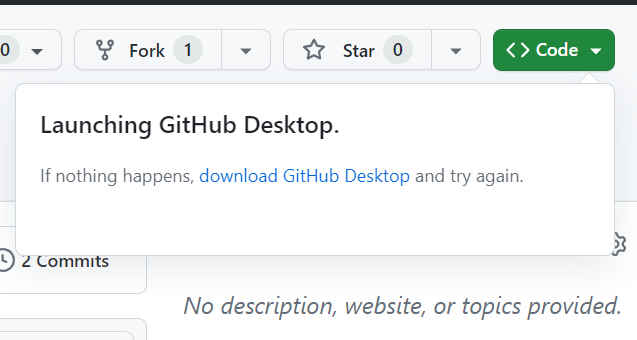 0
Fork 1
Star 0
Code
Launching GitHub Desktop.
If nothing happens, download GitHub Desktop and try again.
2 Commits
No description, website, or topics provided.